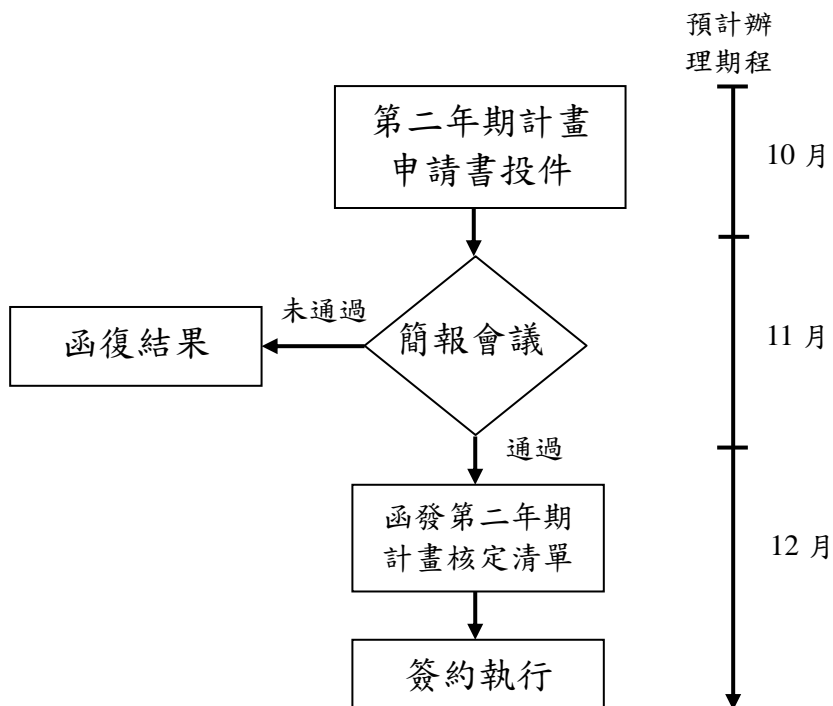 預計辦
理期程
第二年期計畫
申請書投件
10 月
未通過
函復結果
簡報會議
11 月
通過
函發第二年期
計畫核定清單
12 月
簽約執行